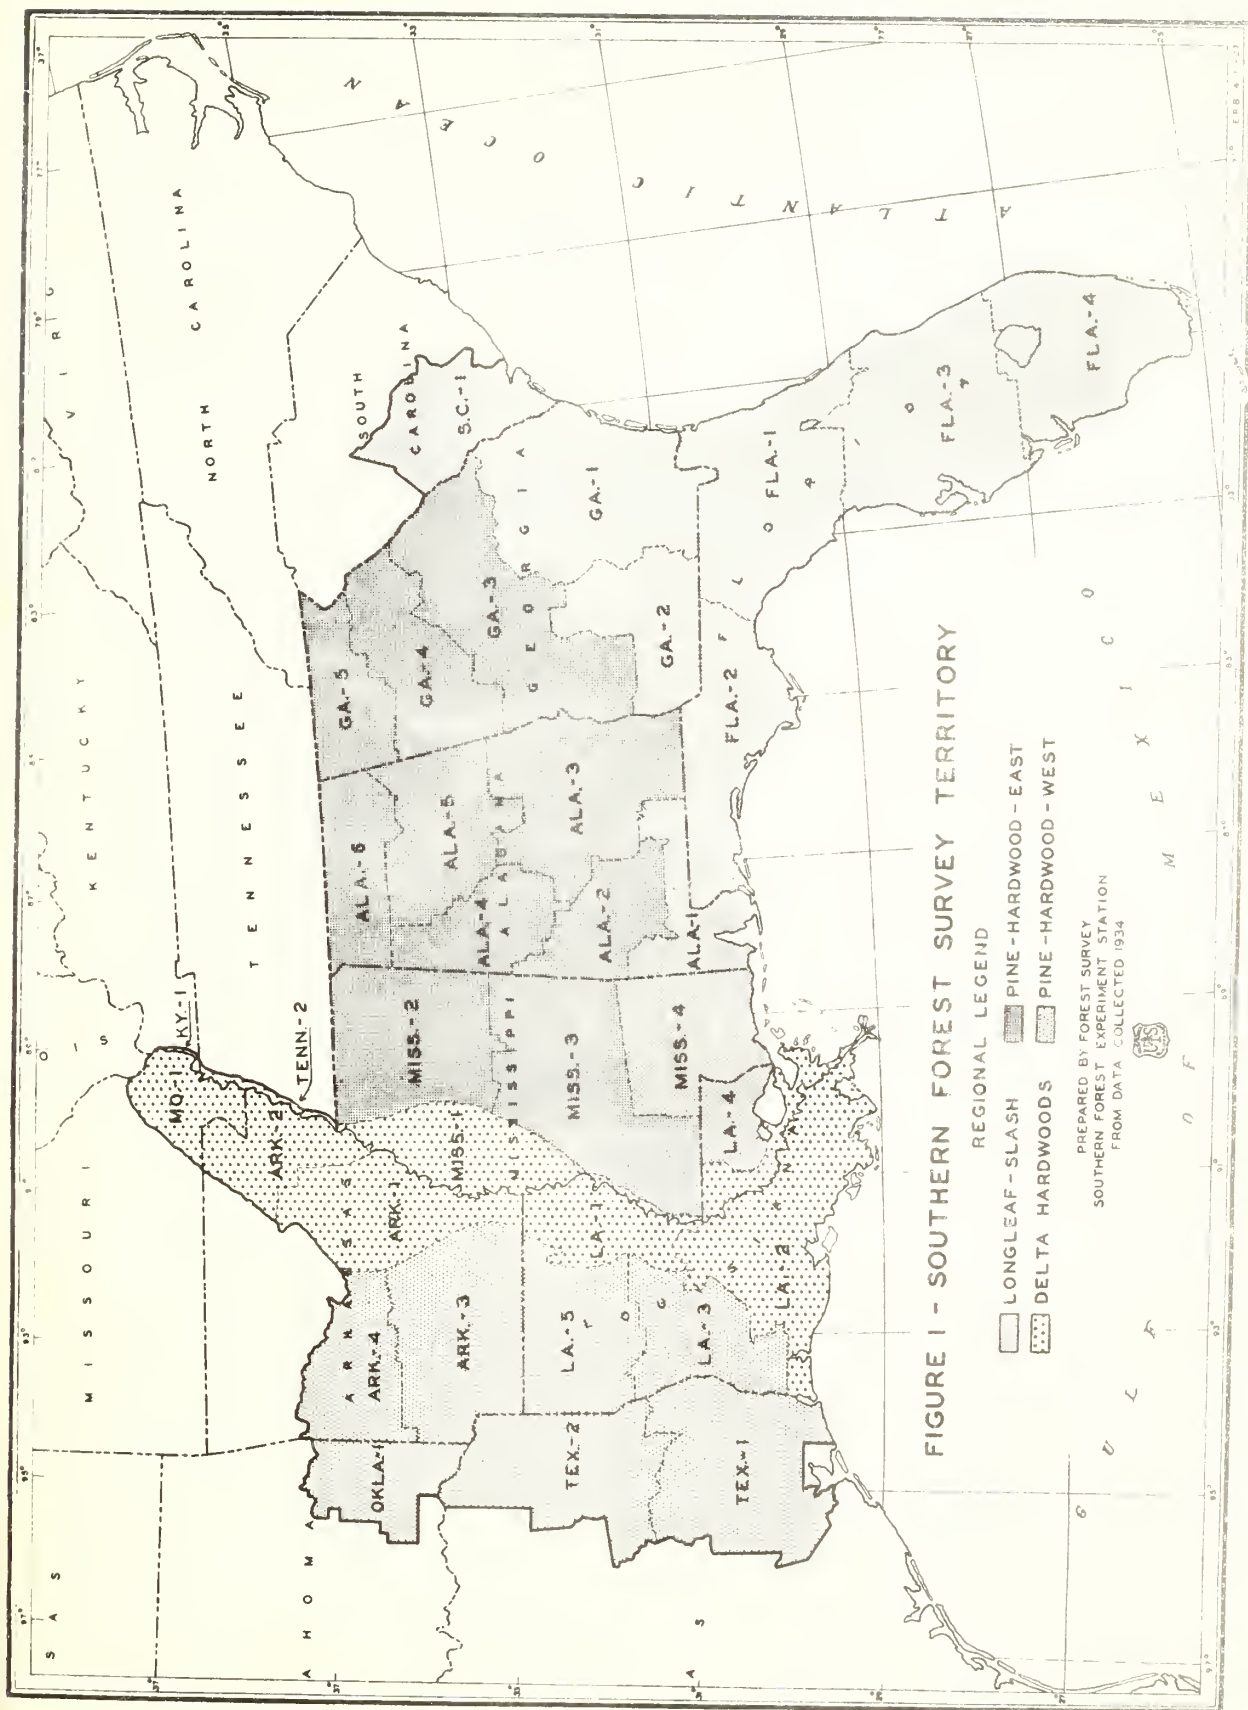 FIGURE 1 - SOUTHERN FOREST SURVEY TERRITORY
REGIONAL LEGEND
LONGLEAF - SLASH
PINE - HARDWOOD - EAST
DELTA HARDWOODS
PINE - HARDWOOD - WEST
PREPARED BY FOREST SURVEY
SOUTHERN FOREST EXPERIMENT STATION
FROM DATA COLLECTED 1934
MISSOURI
KENTUCKY
VIRG
TENNESSEE
NORTH CAROLINA
SOUTH
CAROLINA
S A S
A H O M A
ARKANSAS
MISSISSIPPI
ALABAMA
GEORGIA
ATLANTIC OCEAN
GULF OF MEXICO
MO.-1
KY.-1
TENN.-2
ARK.-2
ARK.-1
ARK.-4
ARK.-3
OKLA.-1
TEX.-2
TEX.-1
LA.-5
LA.-3
LA.-1
LA.-2
LA.-4
MISS.-1
MISS.-2
MISS.-3
MISS.-4
ALA.-6
ALA.-5
ALA.-4
ALA.-3
ALA.-2
ALA.-1
GA.-5
GA.-4
GA.-3
GA.-2
GA.-1
S.C.-1
FLA.-2
FLA.-1
FLA.-3
FLA.-4